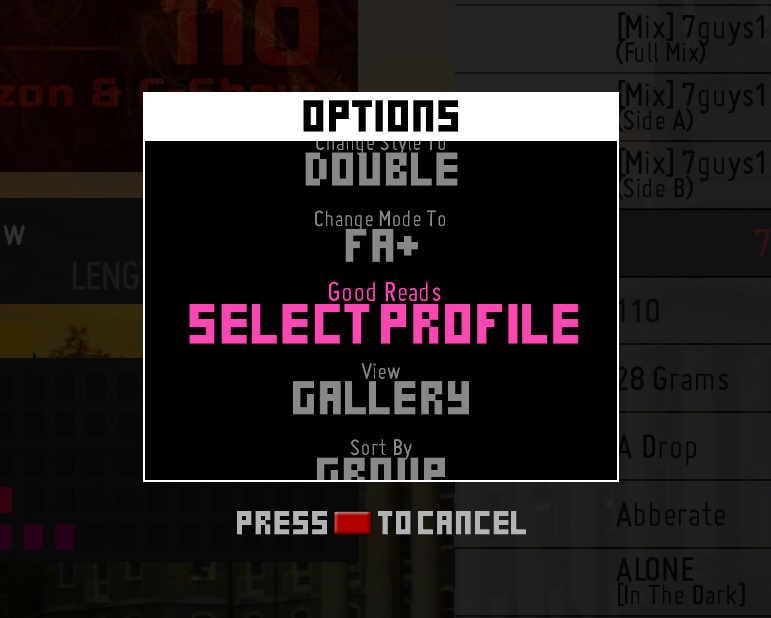 110
zon &
[Mix] 7guys1
(Full Mix)
[Mix] 7guys1
(Side A)
[Mix] 7guys1
(Side B)
W
LENG
7
110
28 Grams
A Drop
Abberate
ALONE
[In The Dark]
OPTIONS
Change Style To
DOUBLE
Change Mode To
FA+
Good Reads
SELECT PROFILE
View
GALLERY
Sort By
GROUP
PRESS TO CANCEL